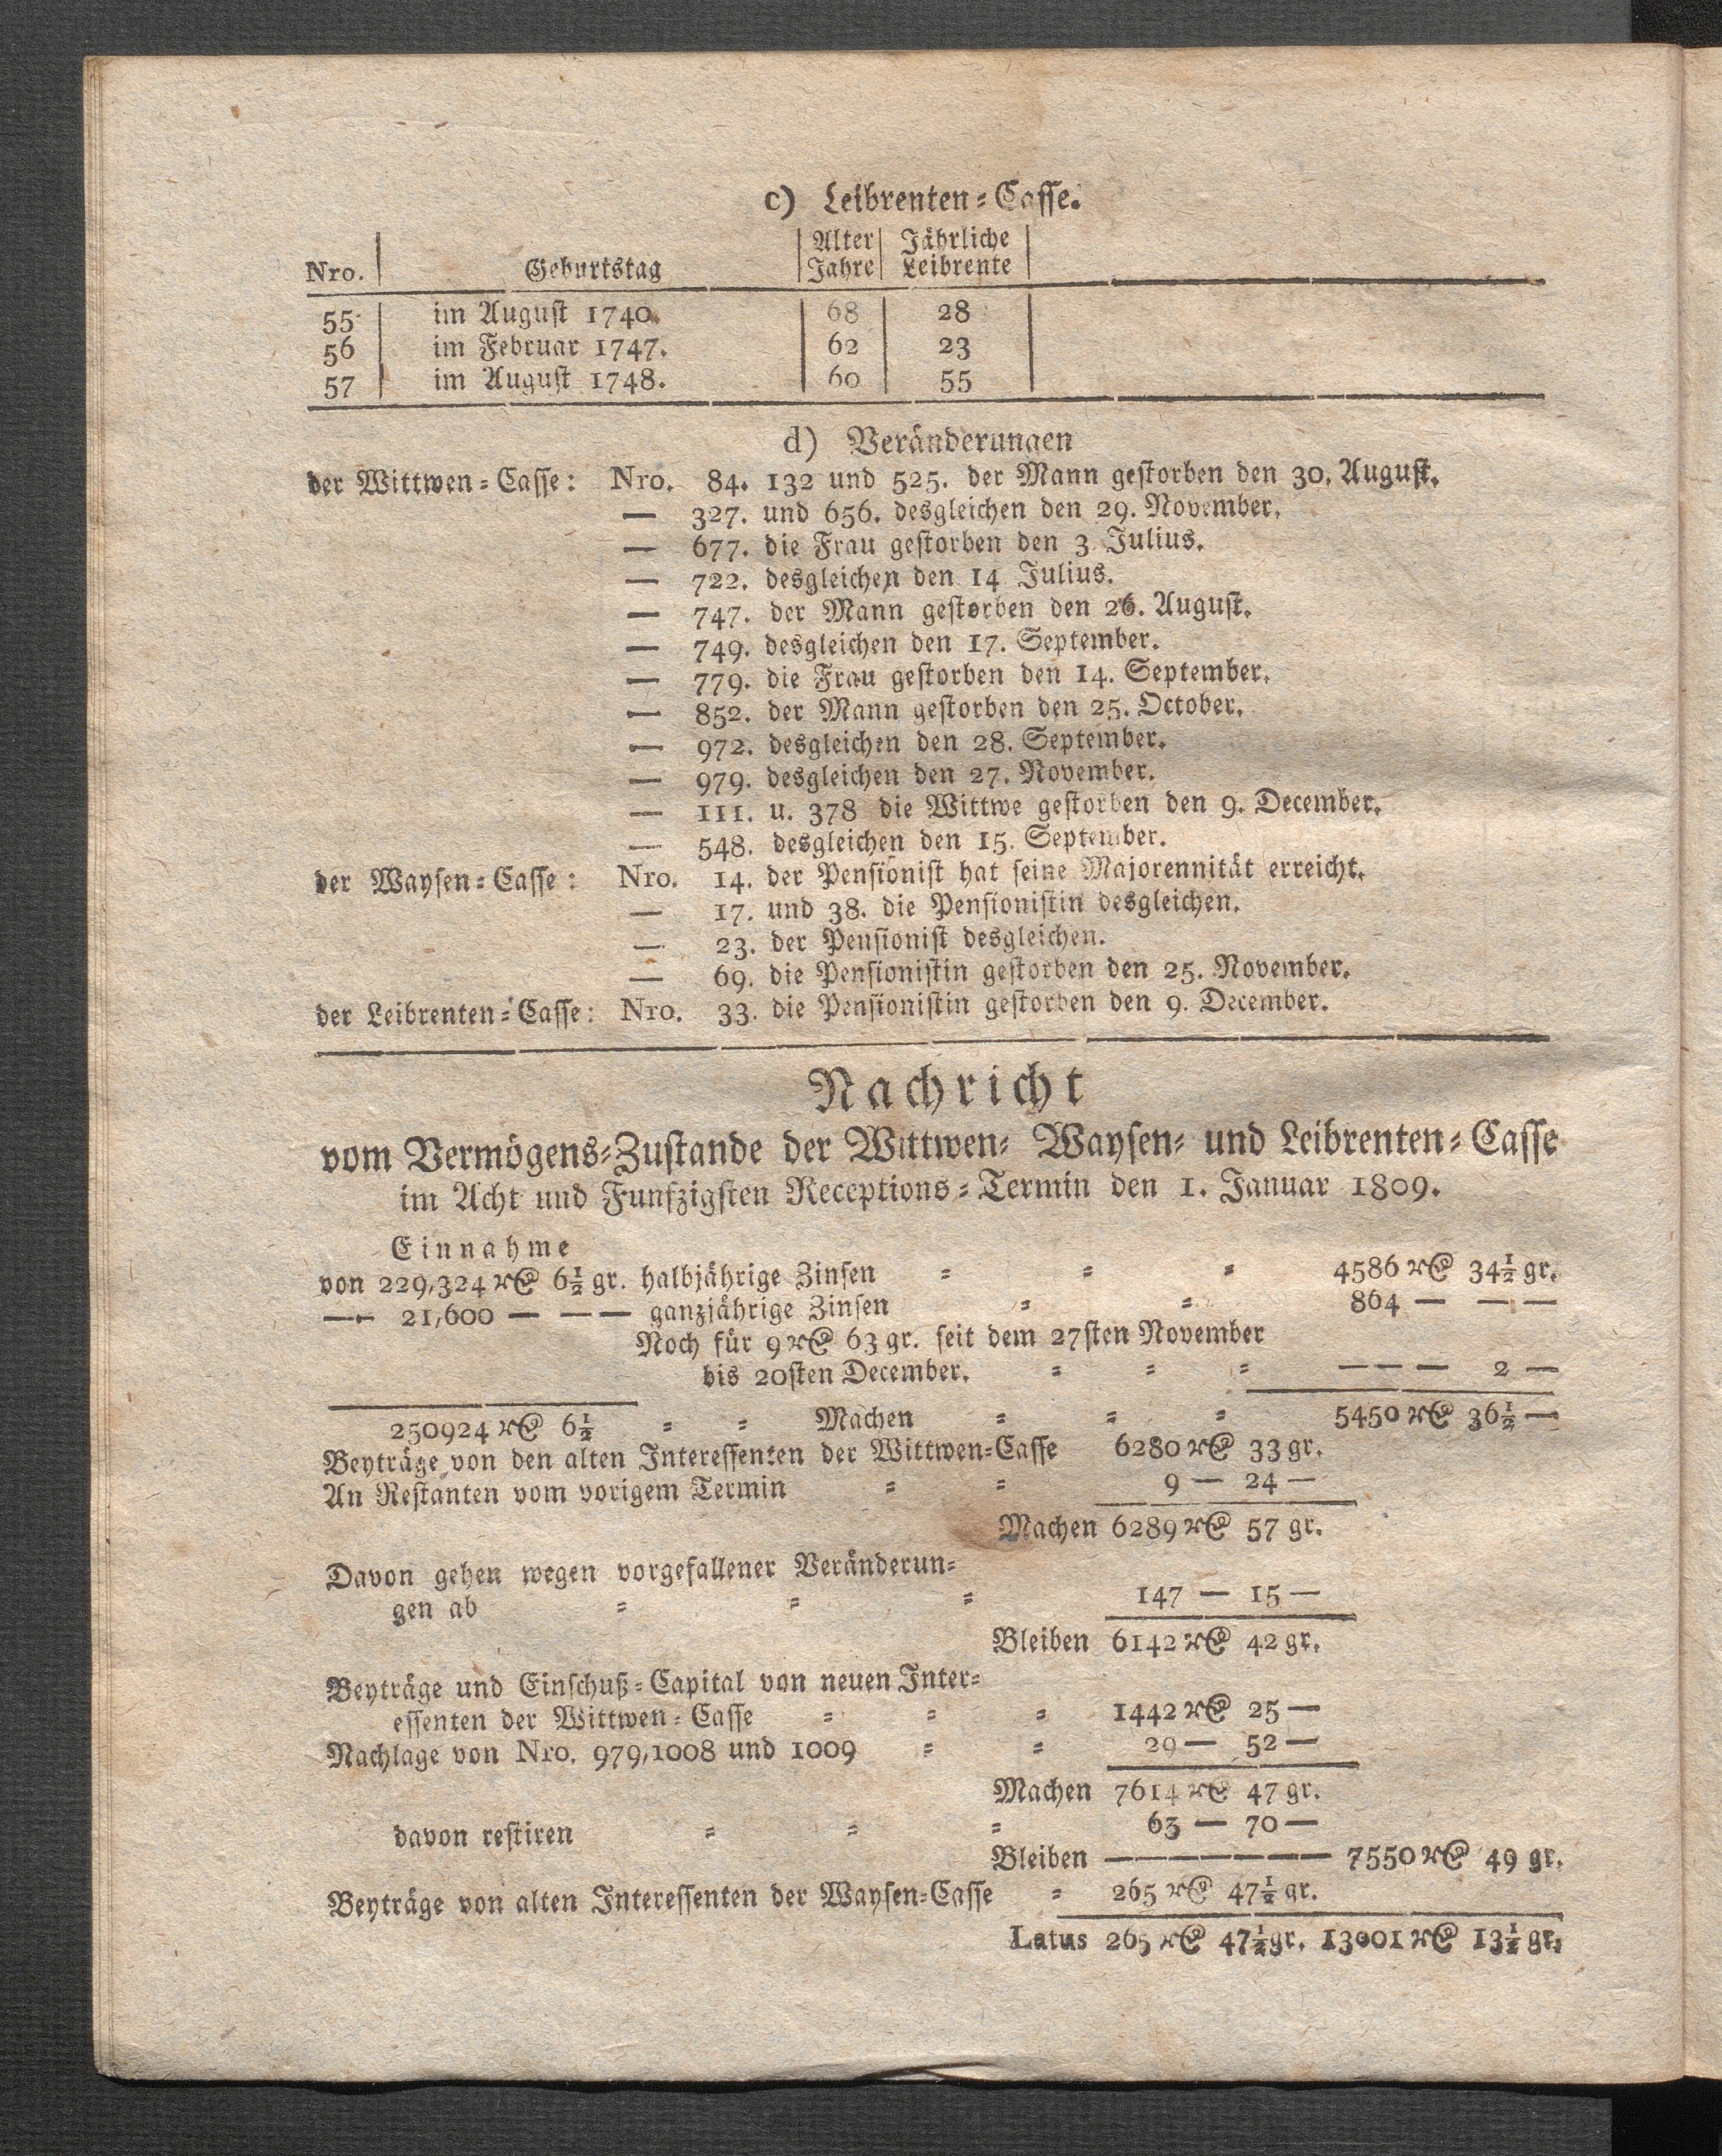 c) Leibrenten-Casse.
Nro. Geburtstag Alter Jahre Jährliche Leibrente
55 im August 1740. 68 28
56 im Februar 1747. 62 23
57 im August 1748. 60 55
d) Veränderungen
der Wittwen-Casse: Nro. 84. 132 und 525. der Mann gestorben den 30. August.
— 327. und 656. desgleichen den 29. November.
— 677. die Frau gestorben den 3. Julius.
— 722. desgleichen den 14 Julius.
— 747. der Mann gestorben den 26. August.
— 749. desgleichen den 17. September.
— 779. die Frau gestorben den 14. September.
— 852. der Mann gestorben den 25. October.
— 972. desgleichen den 28. September.
— 979. desgleichen den 27. November.
— 111. u. 378 die Wittwe gestorben den 9. December.
— 548. desgleichen den 15. September.
der Waysen-Casse: Nro. 14. der Pensionist hat seine Majorennität erreicht.
— 17. und 38. die Pensionistin desgleichen.
— 23. der Pensionist desgleichen.
— 69. die Pensionistin gestorben den 25. November.
der Leibrenten-Casse: Nro. 33. die Pensionistin gestorben den 9. December.
Nachricht
vom Vermögens-Zustande der Wittwen- Waysen- und Leibrenten-Casse
im Acht und Funfzigsten Receptions-Termin den 1. Januar 1809.
Einnahme
von 229,324 r€ 6½ gr. halbjährige Zinsen = = = 4586 r€ 34½ gr.
— 21,600 — — — ganzjährige Zinsen = = 864 — — —
Noch für 9 r€ 63 gr. seit dem 27sten November
bis 20sten December. = = = — — — 2 —
250924 r€ 6½ = = Machen = = = 5450 r€ 36½ —
Beyträge von den alten Interessenten der Wittwen-Casse 6280 r€ 33 gr.
An Restanten vom vorigem Termin = = 9 — 24 —
Machen 6289 r€ 57 gr.
Davon gehen wegen vorgefallener Veränderun-
gen ab = = = 147 — 15 —
Bleiben 6142 r€ 42 gr.
Beyträge und Einschuß-Capital von neuen Inter-
essenten der Wittwen-Casse = = = 1442 r€ 25 —
Nachlage von Nro. 979,1008 und 1009 = = 29 — 52 —
Machen 7614 r€ 47 gr.
davon restiren = = = 63 — 70 —
Bleiben — — — — — — — 7550 r€ 49 gr.
Beyträge von alten Interessenten der Waysen-Casse = 265 r€ 47½ gr.
Latus 265 r€ 47½ gr. 13001 r€ 13½ gr.